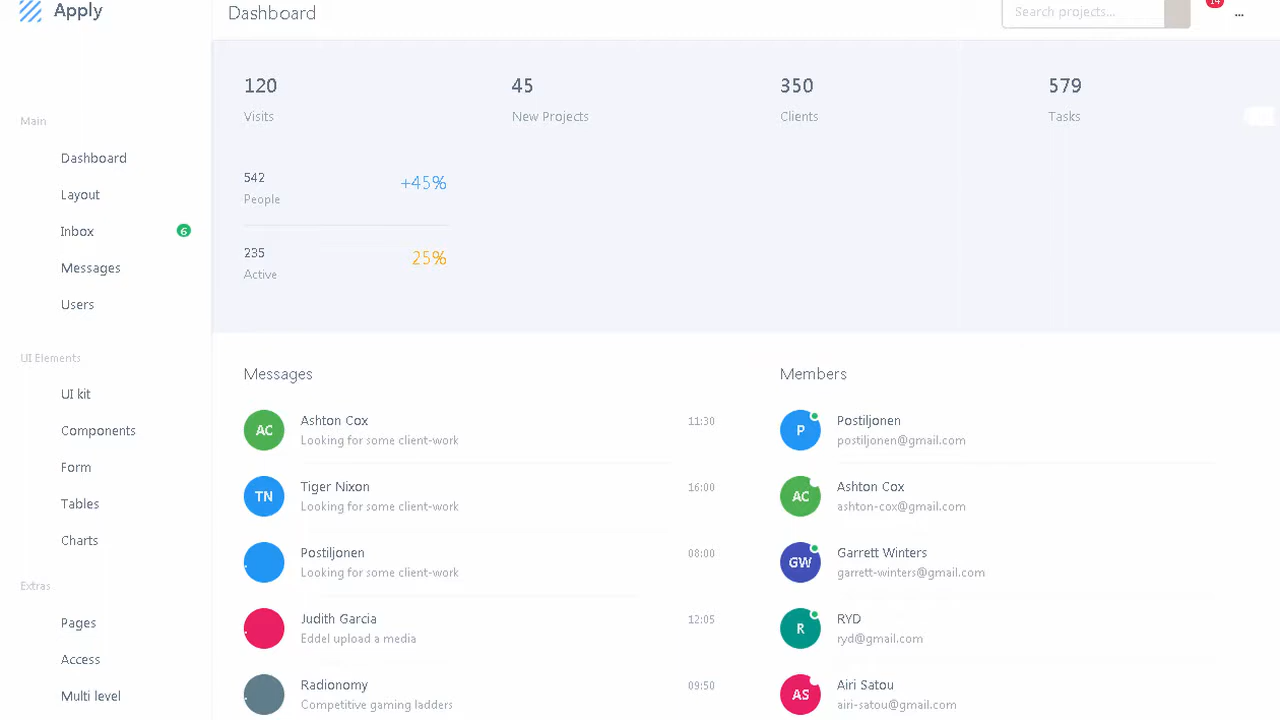 Apply
Dashboard
Search projects...
14
...
Main
Dashboard
Layout
Inbox
6
Messages
Users
UI Elements
UI kit
Components
Form
Tables
Charts
Extras
Pages
Access
Multi level
120
Visits
45
New Projects
350
Clients
579
Tasks
542
People
+45%
235
Active
25%
Messages
AC
Ashton Cox
11:30
Looking for some client-work
TN
Tiger Nixon
16:00
Looking for some client-work
Postiljonen
08:00
Looking for some client-work
Judith Garcia
12:05
Eddel upload a media
Radionomy
09:50
Competitive gaming ladders
Members
P
Postiljonen
postiljonen@gmail.com
AC
Ashton Cox
ashton-cox@gmail.com
GW
Garrett Winters
garrett-winters@gmail.com
R
RYD
ryd@gmail.com
AS
Airi Satou
airi-satou@gmail.com